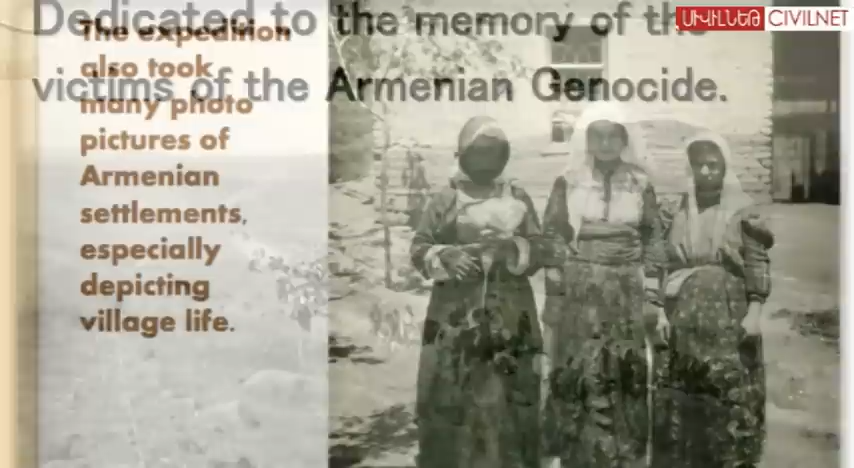 Dedicated to the memory of the
victims of the Armenian Genocide.
The expedition
also took
many photo
pictures of
Armenian
settlements,
especially
depicting
village life.
ՍԻՎԻԼՆԵԹ CIVILNET